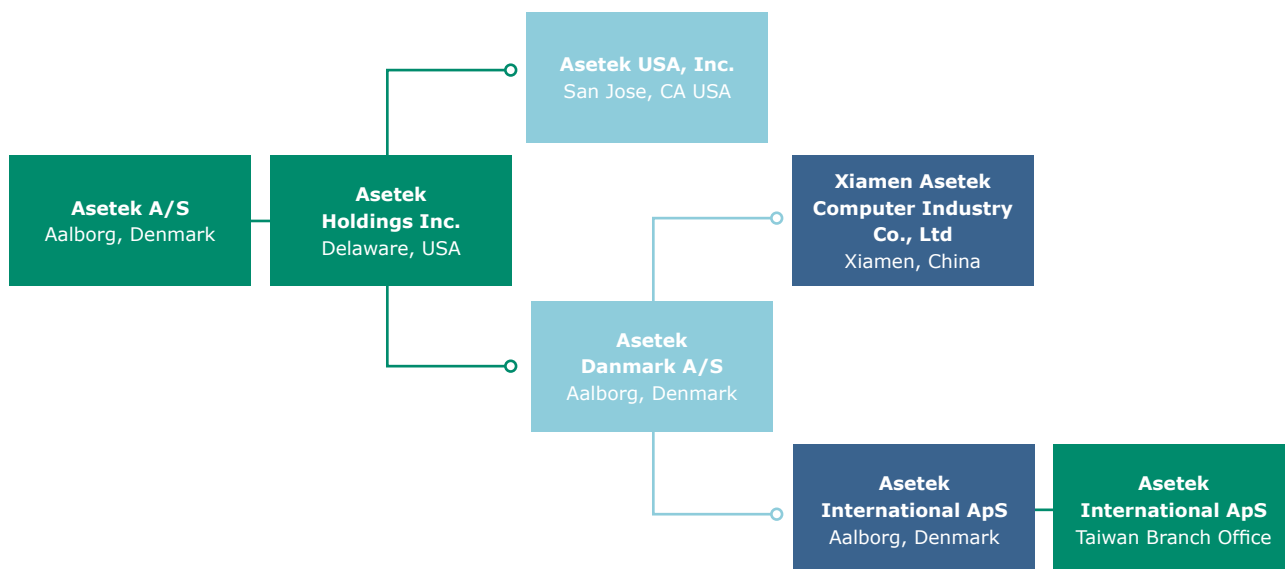 Asetek USA, Inc.
San Jose, CA USA
Asetek A/S
Aalborg, Denmark
Asetek
Holdings Inc.
Delaware, USA
Xiamen Asetek
Computer Industry
Co., Ltd
Xiamen, China
Asetek
Danmark A/S
Aalborg, Denmark
Asetek
International ApS
Aalborg, Denmark
Asetek
International ApS
Taiwan Branch Office